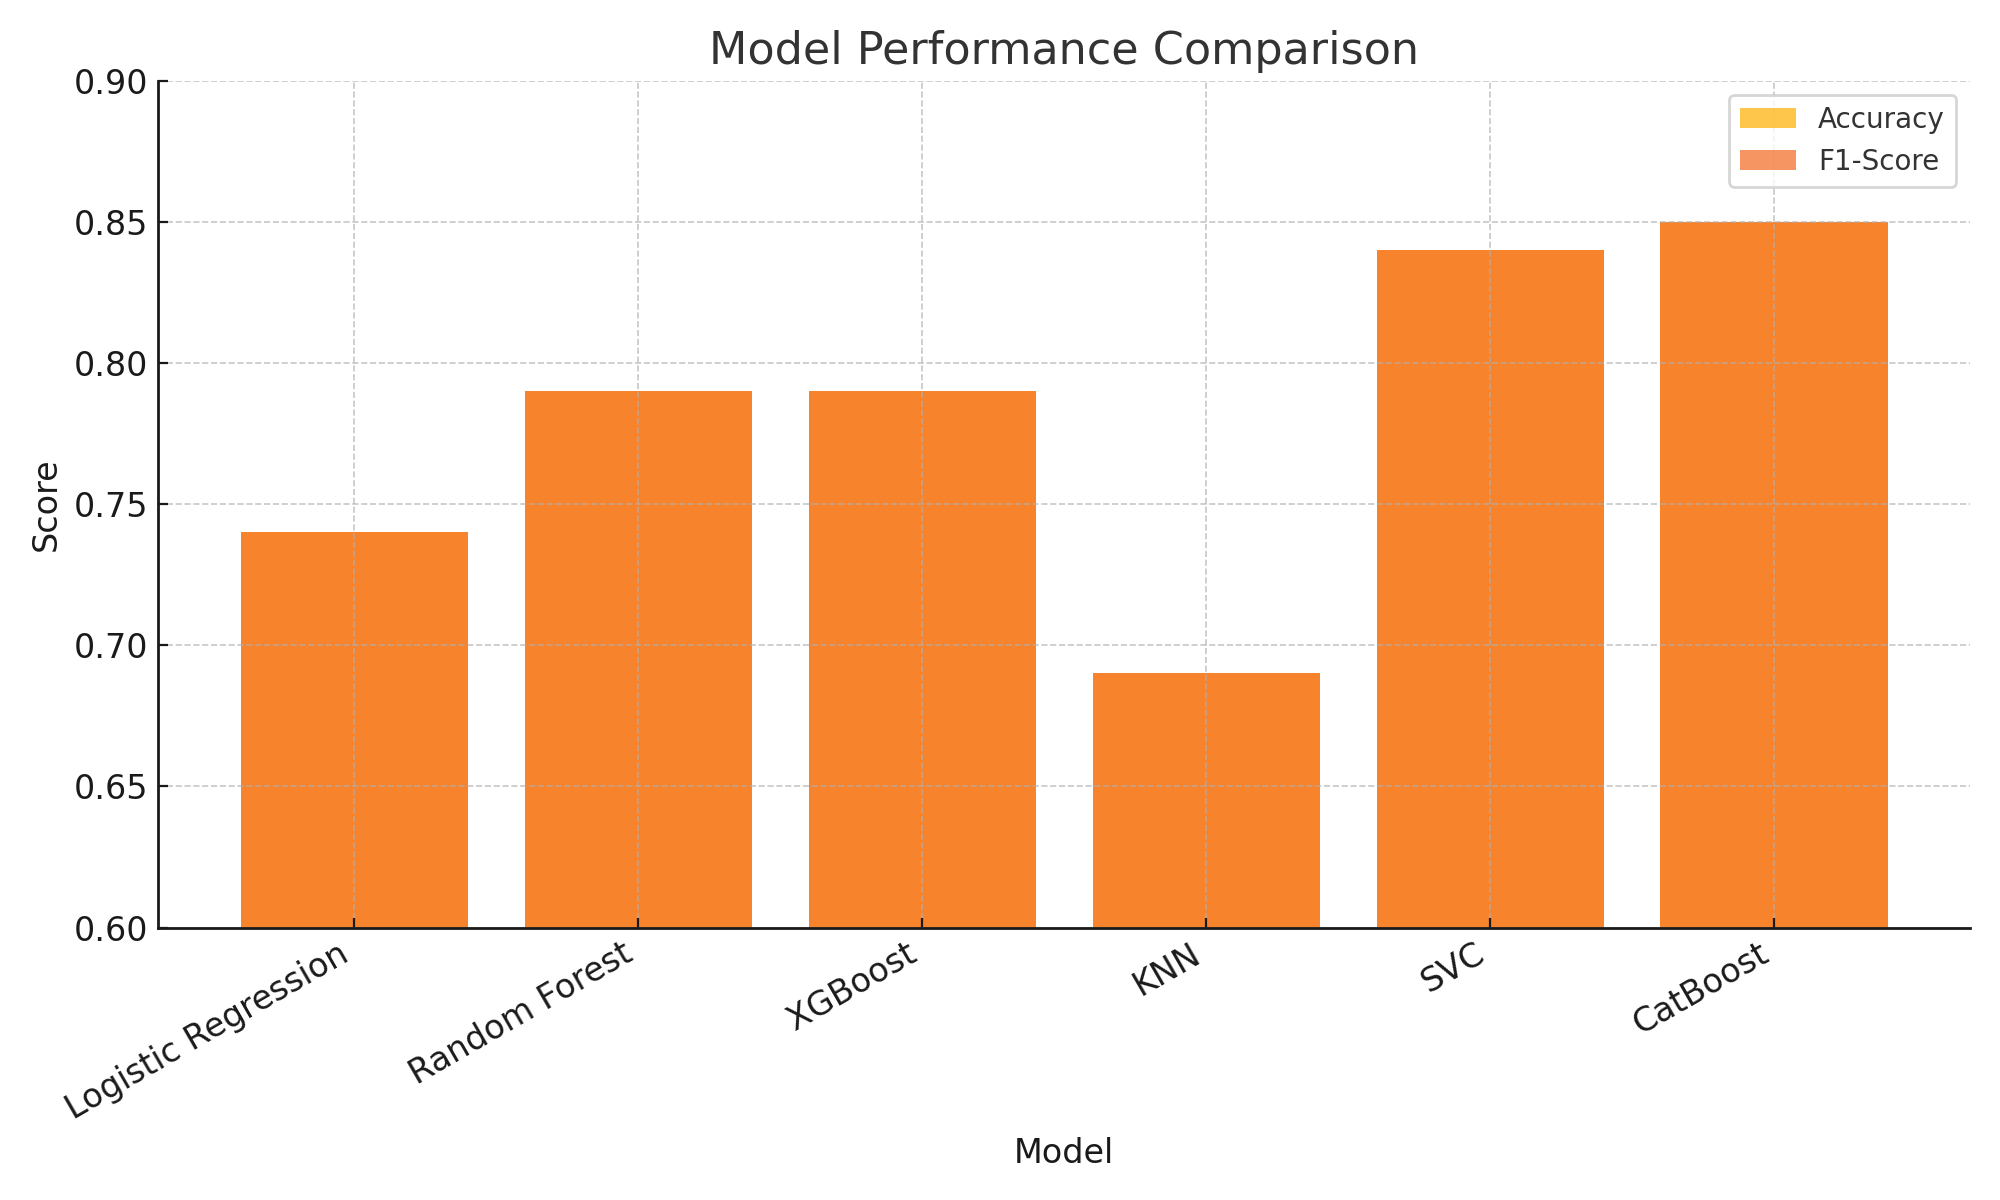 Model Performance Comparison
Accuracy
F1-Score
0.90
0.85
0.80
0.75
0.70
0.65
0.60
Score
Logistic Regression
Random Forest
XGBoost
KNN
SVC
CatBoost
Model